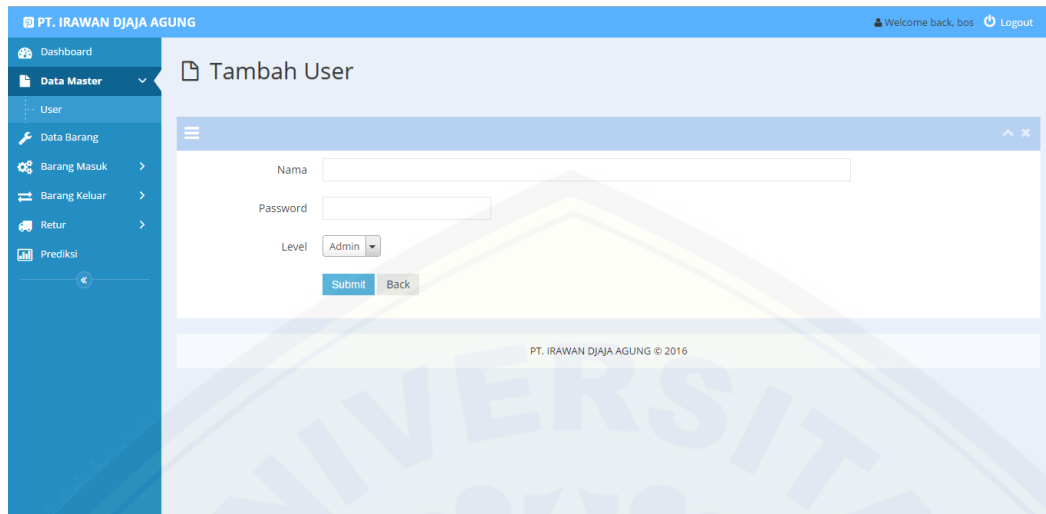 PT. IRAWAN DJAJA AGUNG
Welcome back, bos Logout
Dashboard
Data Master
User
Data Barang
Barang Masuk
Barang Keluar
Retur
Prediksi
Tambah User
Nama
Password
Level Admin
Submit Back
PT. IRAWAN DJAJA AGUNG © 2016
UNIVERSITA